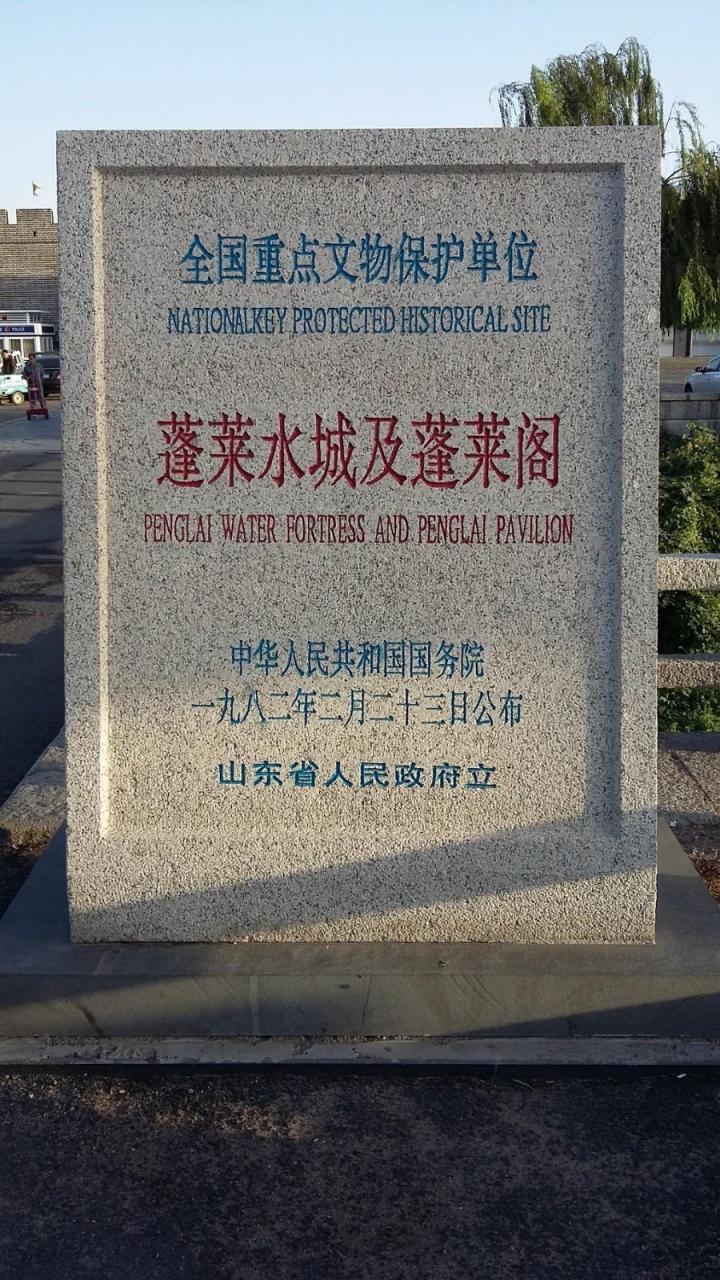 全国重点文物保护单位
NATIONALKEY PROTECTED HISTORICAL SITE
蓬莱水城及蓬莱阁
PENGLAI WATER FORTRESS AND PENGLAI PAVILION
中华人民共和国国务院
一九八二年二月二十三日公布
山东省人民政府立